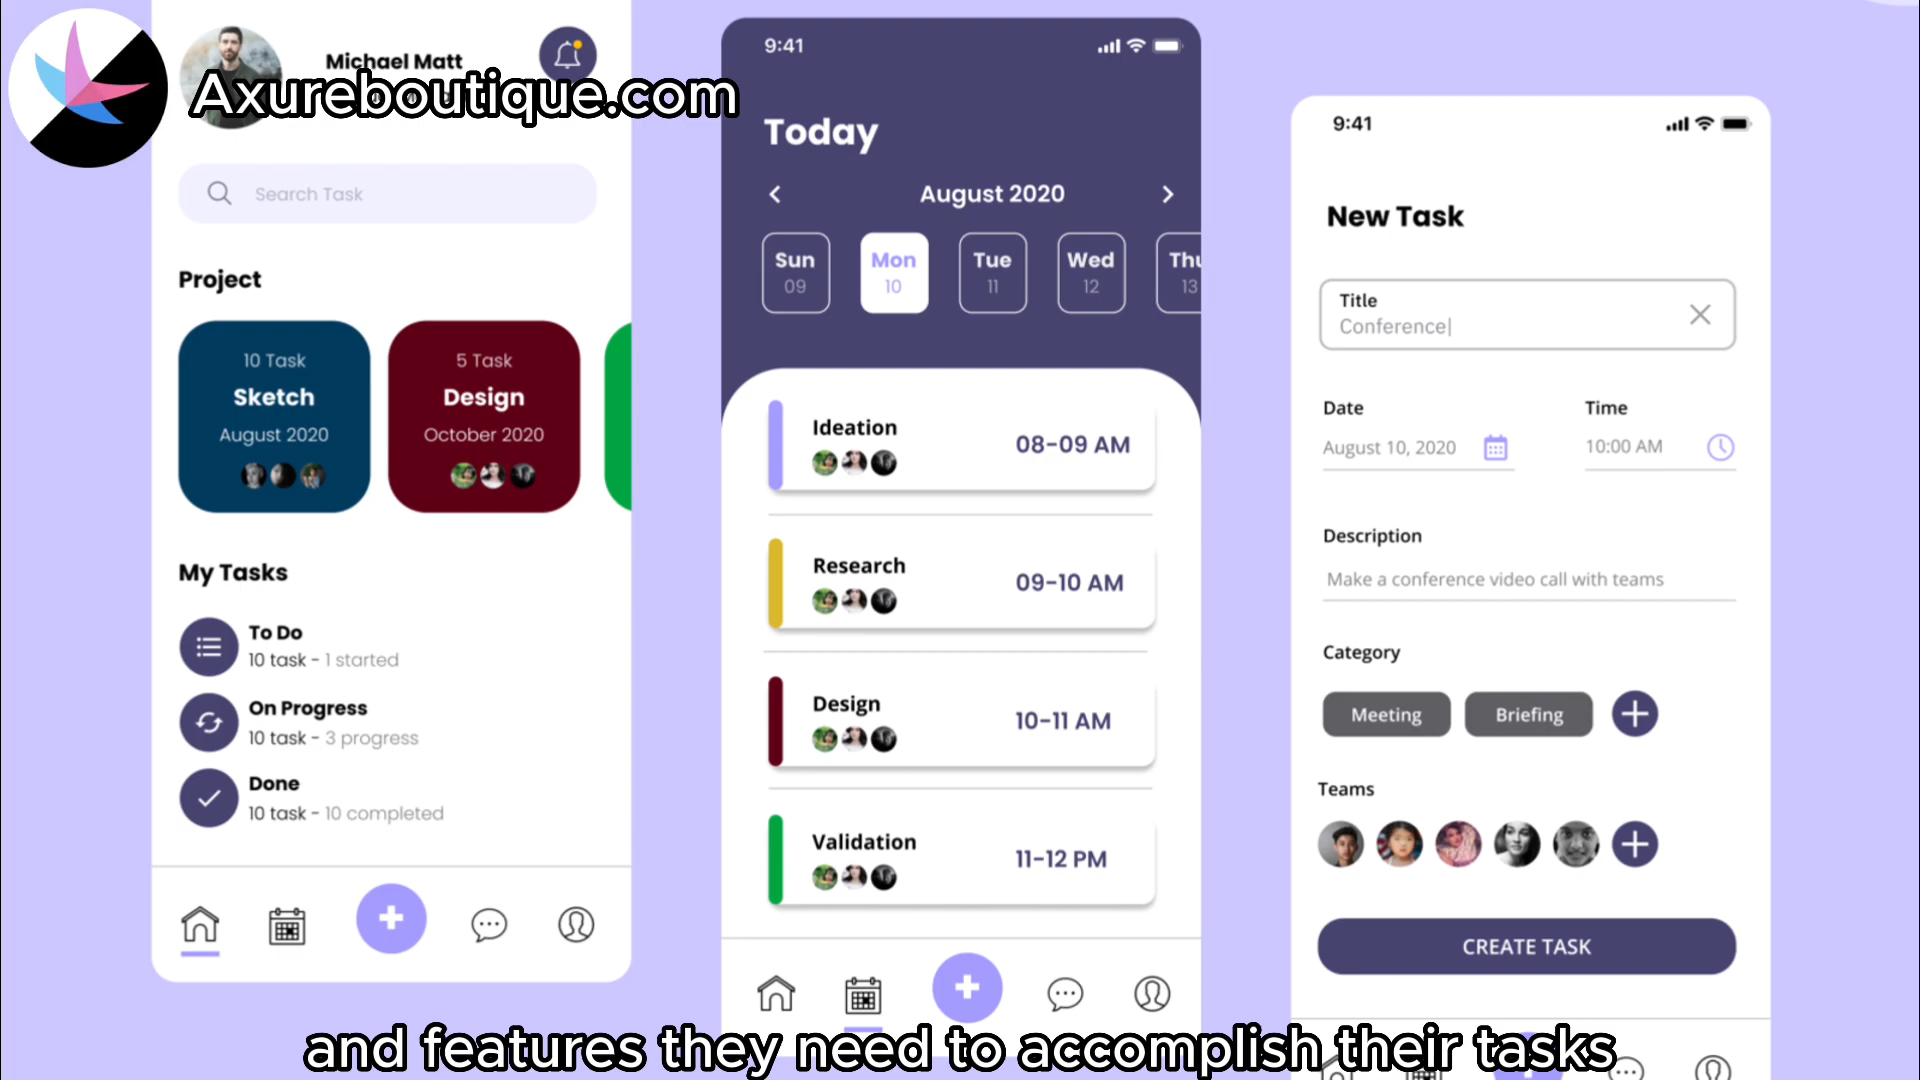 Michael Matt
Axureboutique.com
Search Task
Project
10 Task
Sketch
August 2020
5 Task
Design
October 2020
My Tasks
To Do
10 task - 1 started
On Progress
10 task - 3 progress
Done
10 task - 10 completed
9:41
Today
August 2020
Sun
09
Mon
10
Tue
11
Wed
12
Thu
13
Ideation
08-09 AM
Research
09-10 AM
Design
10-11 AM
Validation
11-12 PM
9:41
New Task
Title
Conference
Date
Time
August 10, 2020
10:00 AM
Description
Make a conference video call with teams
Category
Meeting
Briefing
Teams
CREATE TASK
and features they need to accomplish their tasks